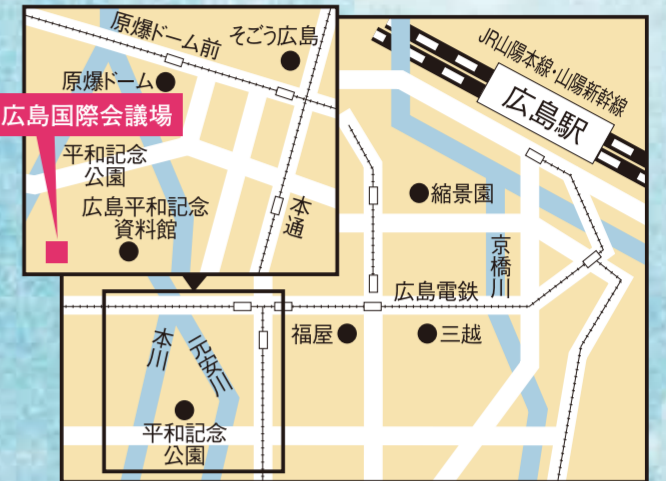 原爆ドーム前
そごう広島
原爆ドーム
広島国際会議場
平和記念
公園
広島平和記念
資料館
本通
JR山陽本線・山陽新幹線
広島駅
縮景園
京橋川
広島電鉄
福屋
三越
本川
元安川
平和記念
公園